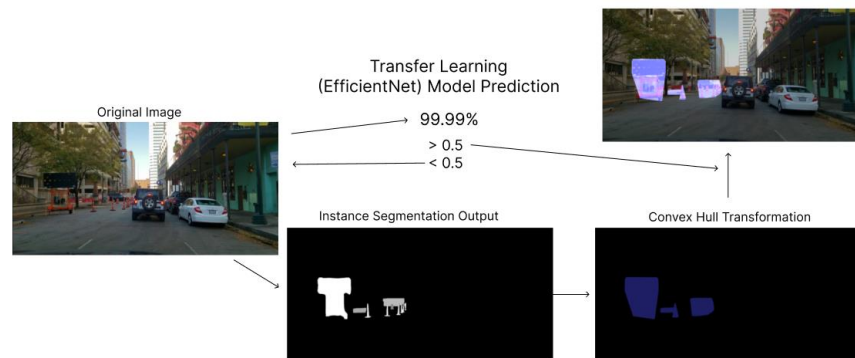 Transfer Learning
(EfficientNet) Model Prediction
Original Image
99.99%
> 0.5
< 0.5
Instance Segmentation Output
Convex Hull Transformation